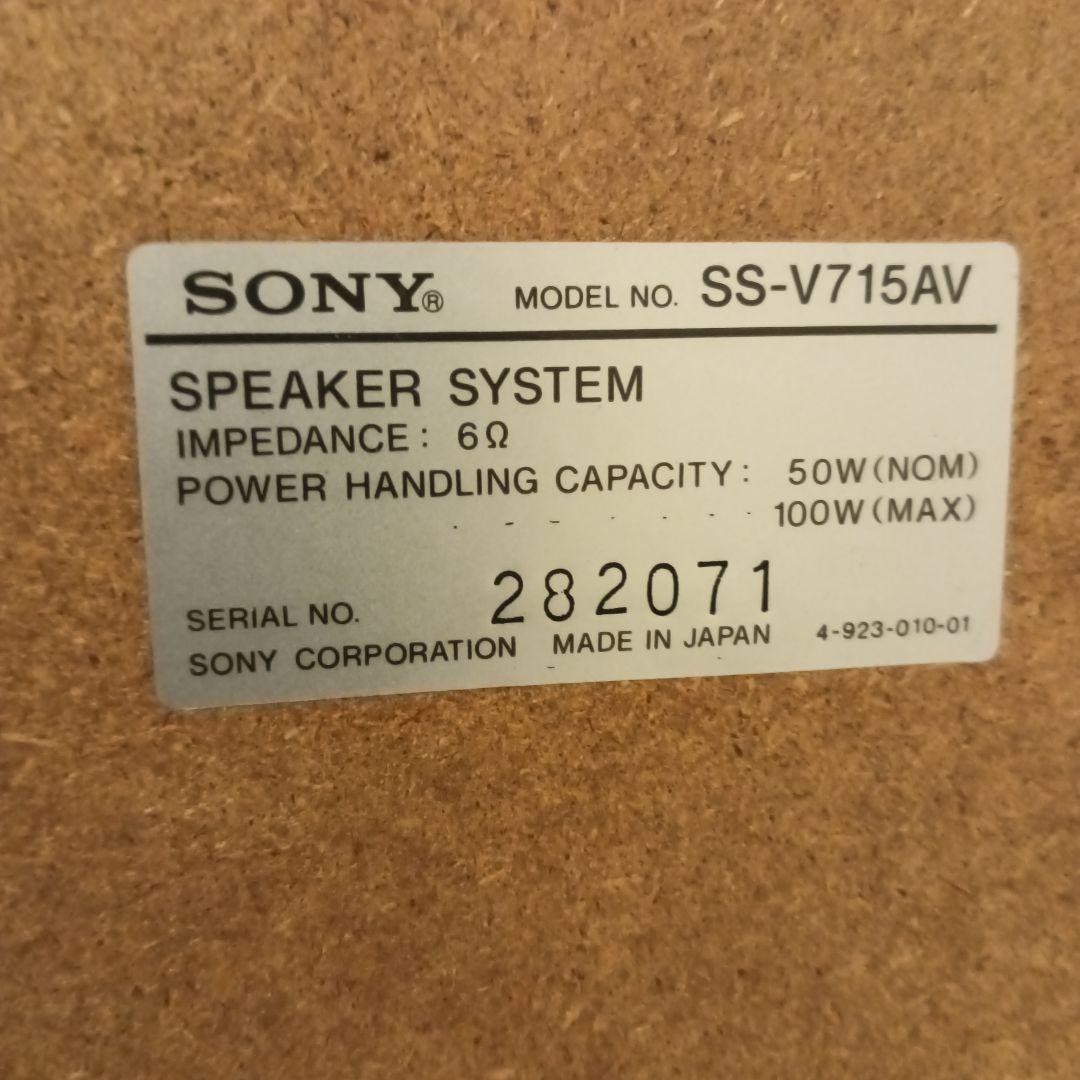 SONY® MODEL NO. SS-V715AV
SPEAKER SYSTEM
IMPEDANCE: 6Ω
POWER HANDLING CAPACITY: 50W(NOM)
100W(MAX)
SERIAL NO. 282071
SONY CORPORATION MADE IN JAPAN 4-923-010-01